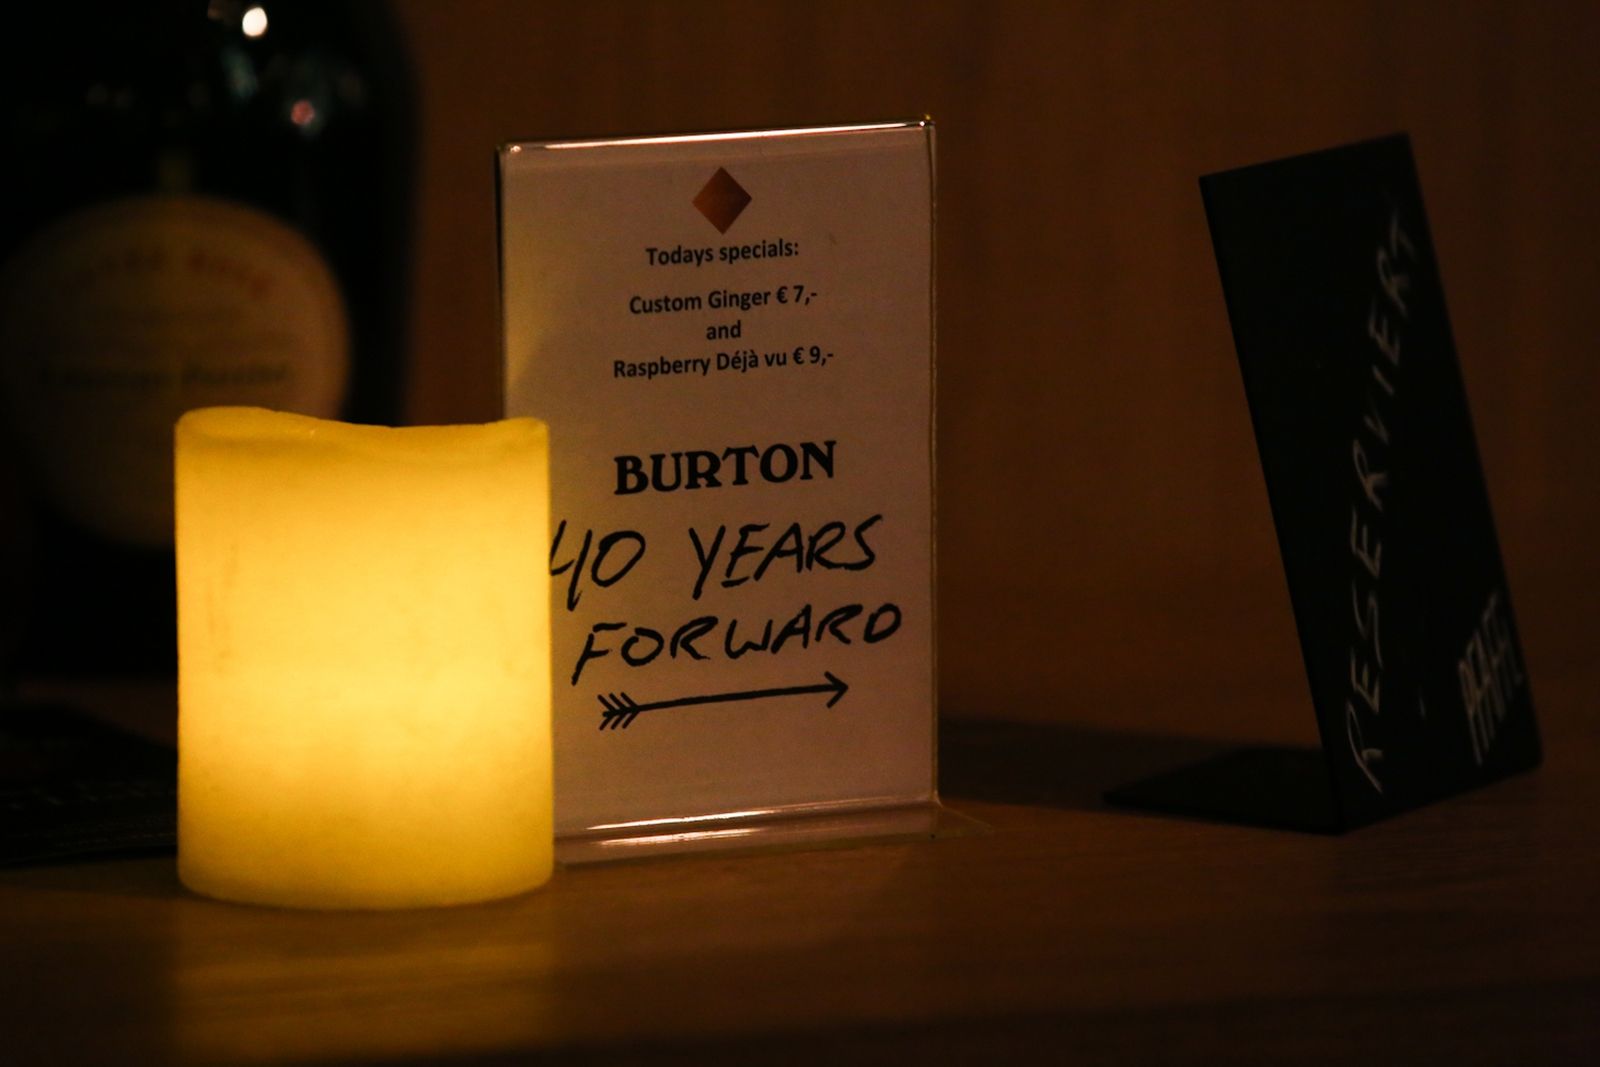 Todays specials:
Custom Ginger € 7,-
and
Raspberry Déjà vu € 9,-
BURTON
40 YEARS
FORWARD
RESERVIERT